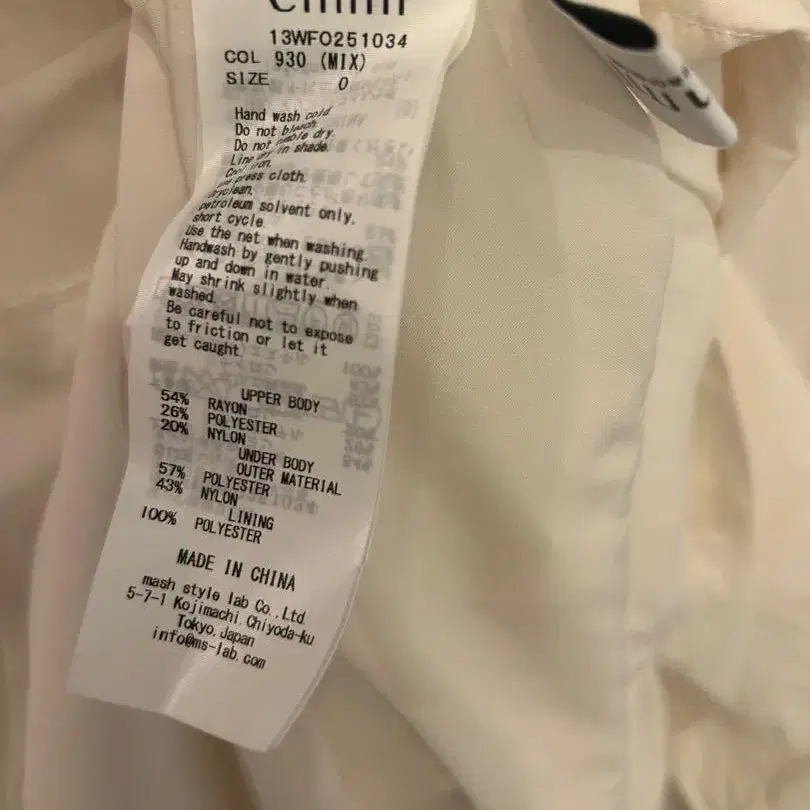 13WFO251034
COL 930 (MIX)
SIZE 0
Hand wash cold
Do not bleach.
Do not tumble dry.
Line dry in shade.
Cool iron.
press cloth.
Dryclean,
petroleum solvent only,
short cycle.
Use the net when washing.
Handwash by gently pushing
up and down in water.
May shrink slightly when
washed.
Be careful not to expose
to friction or let it
get caught.
UPPER BODY
54% RAYON
26% POLYESTER
20% NYLON
UNDER BODY
OUTER MATERIAL
57% POLYESTER
43% NYLON
LINING
100% POLYESTER
MADE IN CHINA
mash style lab Co.,Ltd.
5-7-1 Kojimachi,Chiyoda-ku
Tokyo,Japan
info@ms-lab.com